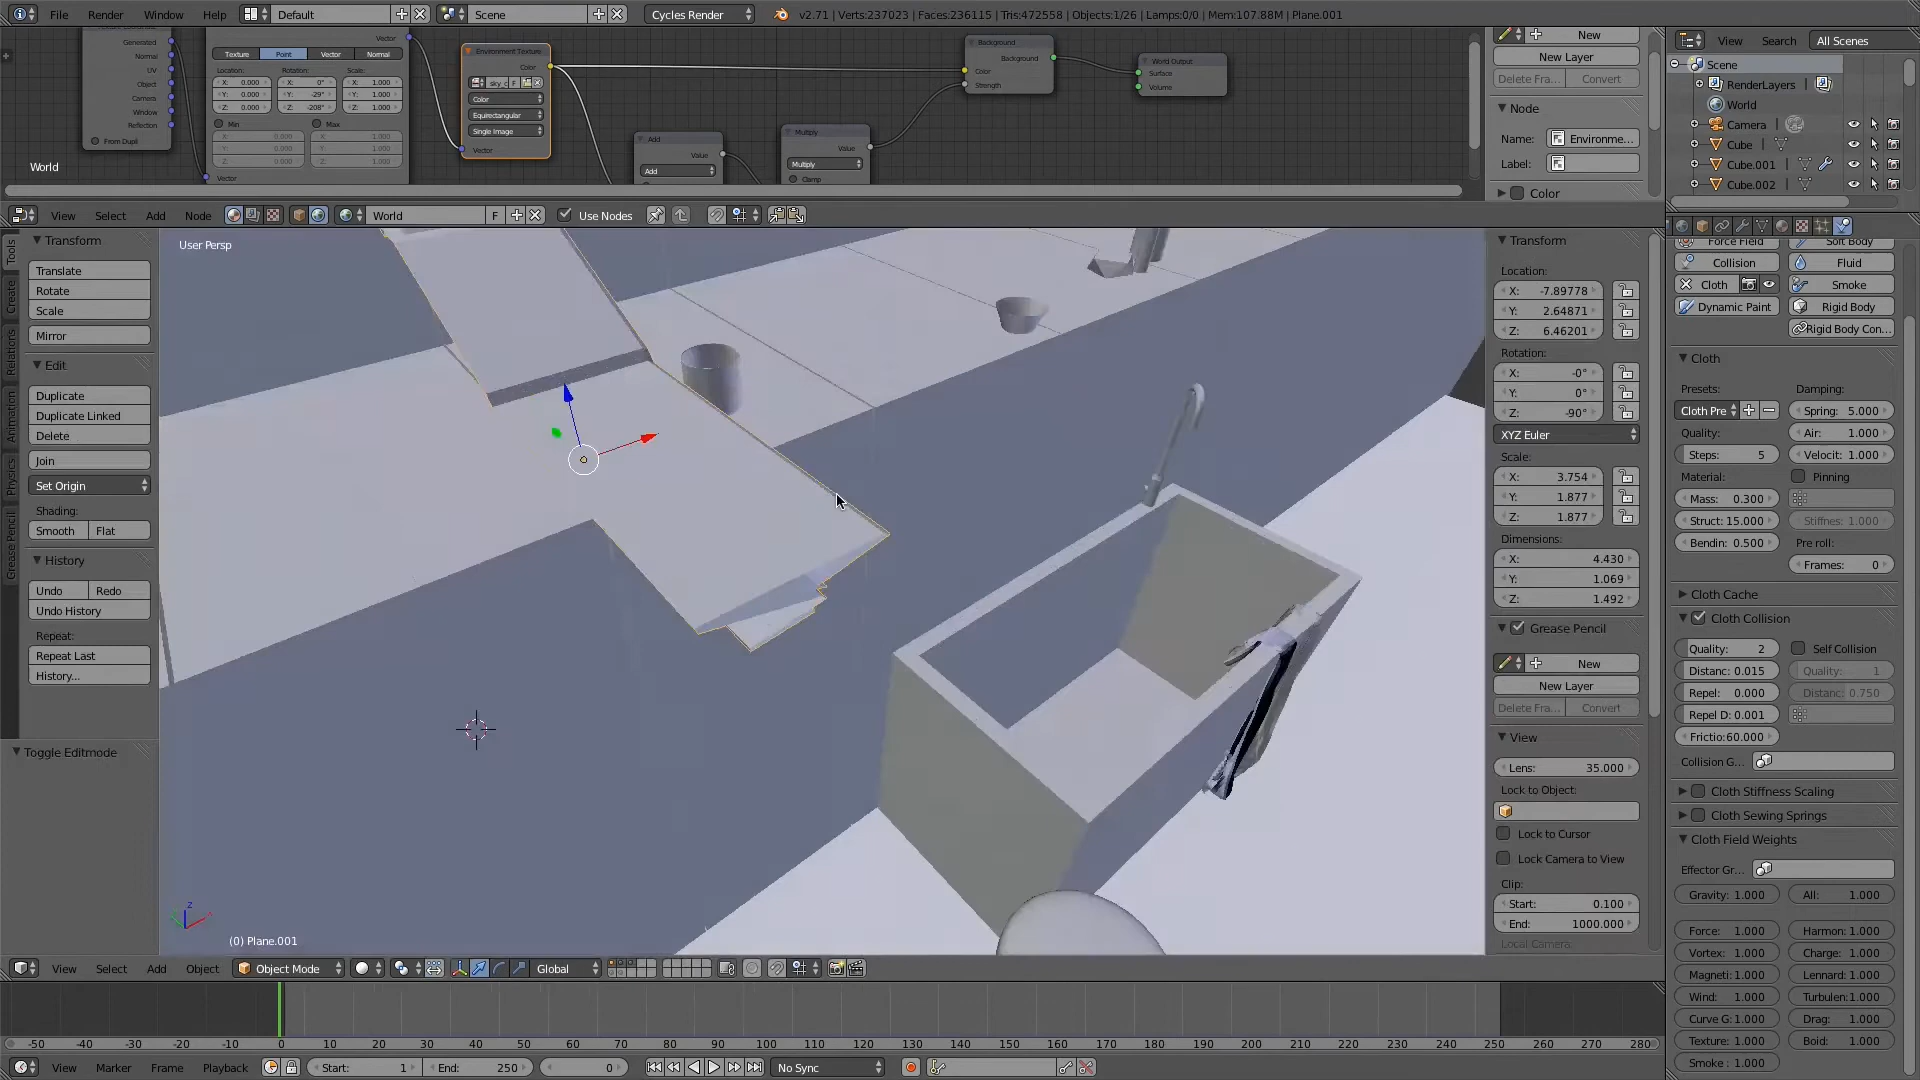 File Render Window Help Default Scene Cycles Render v2.71 | Verts:237023 | Faces:236115 | Tris:472558 | Objects:1/26 | Lamps:0/0 | Mem:107.88M | Plane.001
Generated
Normal
UV
Object
Camera
Window
Reflection
From Dupli
Vector
Texture Point Vector Normal
Location: Rotation: Scale:
X: 0.000 X: 0° X: 1.000
Y: 0.000 Y: -29° Y: 1.000
Z: 0.000 Z: -208° Z: 1.000
Min Max
X: 0.000 X: 1.000
Y: 0.000 Y: 1.000
Z: 0.000 Z: 1.000
Vector
Environment Texture
Color
sky_c F
Color
Equirectangular
Single Image
Vector
Add
Value
Add
Multiply
Value
Multiply
Clamp
Background
Background
Color
Strength
World Output
Surface
Volume
World
New
New Layer
Delete Fra... Convert
Node
Name: Environme...
Label:
Color
View Search All Scenes
Scene
RenderLayers
World
Camera
Cube
Cube.001
Cube.002
View Select Add Node World F Use Nodes
Tools
Create
Relations
Animation
Physics
Grease Pencil
Transform
Translate
Rotate
Scale
Mirror
Edit
Duplicate
Duplicate Linked
Delete
Join
Set Origin
Shading:
Smooth Flat
History
Undo Redo
Undo History
Repeat:
Repeat Last
History...
Toggle Editmode
User Persp
(0) Plane.001
Transform
Location:
X: -7.89778
Y: 2.64871
Z: 6.46201
Rotation:
X: -0°
Y: 0°
Z: -90°
XYZ Euler
Scale:
X: 3.754
Y: 1.877
Z: 1.877
Dimensions:
X: 4.430
Y: 1.069
Z: 1.492
Grease Pencil
New
New Layer
Delete Fra... Convert
View
Lens: 35.000
Lock to Object:
Lock to Cursor
Lock Camera to View
Clip:
Start: 0.100
End: 1000.000
Local Camera:
Force Field Soft Body
Collision Fluid
Cloth Smoke
Dynamic Paint Rigid Body
Rigid Body Con...
Cloth
Presets: Damping:
Cloth Pre Spring: 5.000
Quality: Air: 1.000
Steps: 5 Velocit: 1.000
Material: Pinning
Mass: 0.300
Struct: 15.000 Stiffnes: 1.000
Bendin: 0.500 Pre roll:
Frames: 0
Cloth Cache
Cloth Collision
Quality: 2 Self Collision
Distanc: 0.015 Quality: 1
Repel: 0.000 Distanc: 0.750
Repel D: 0.001
Frictio: 60.000
Collision G...
Cloth Stiffness Scaling
Cloth Sewing Springs
Cloth Field Weights
Effector Gr...
Gravity: 1.000 All: 1.000
Force: 1.000 Harmon: 1.000
Vortex: 1.000 Charge: 1.000
Magneti: 1.000 Lennard: 1.000
Wind: 1.000 Turbulen: 1.000
Curve G: 1.000 Drag: 1.000
Texture: 1.000 Boid: 1.000
Smoke : 1.000
View Select Add Object Object Mode Global
-50 -40 -30 -20 -10 0 10 20 30 40 50 60 70 80 90 100 110 120 130 140 150 160 170 180 190 200 210 220 230 240 250 260 270 280
View Marker Frame Playback Start: 1 End: 250 0 No Sync